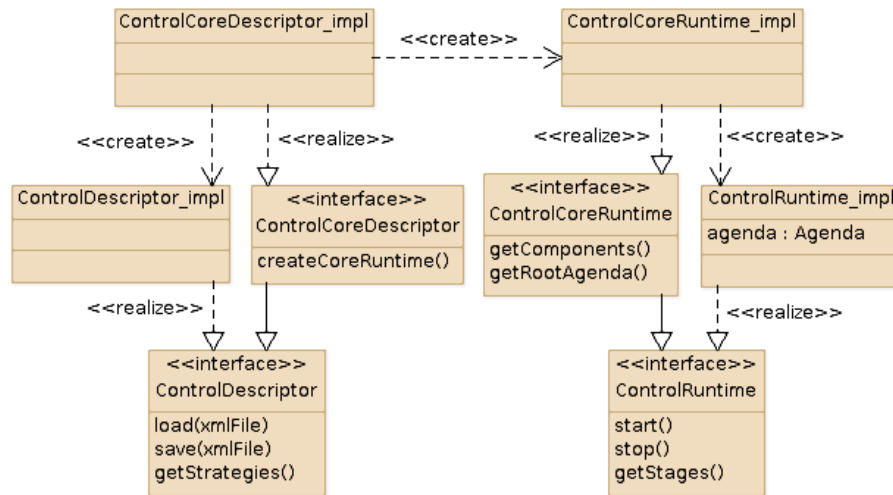 ControlCoreDescriptor_impl
<<create>>
ControlCoreRuntime_impl
<<create>>
<<realize>>
<<realize>>
<<create>>
ControlDescriptor_impl
<<interface>>
ControlCoreDescriptor
createCoreRuntime()
<<interface>>
ControlCoreRuntime
getComponents()
getRootAgenda()
ControlRuntime_impl
agenda : Agenda
<<realize>>
<<realize>>
<<interface>>
ControlDescriptor
load(xmlFile)
save(xmlFile)
getStrategies()
<<interface>>
ControlRuntime
start()
stop()
getStages()